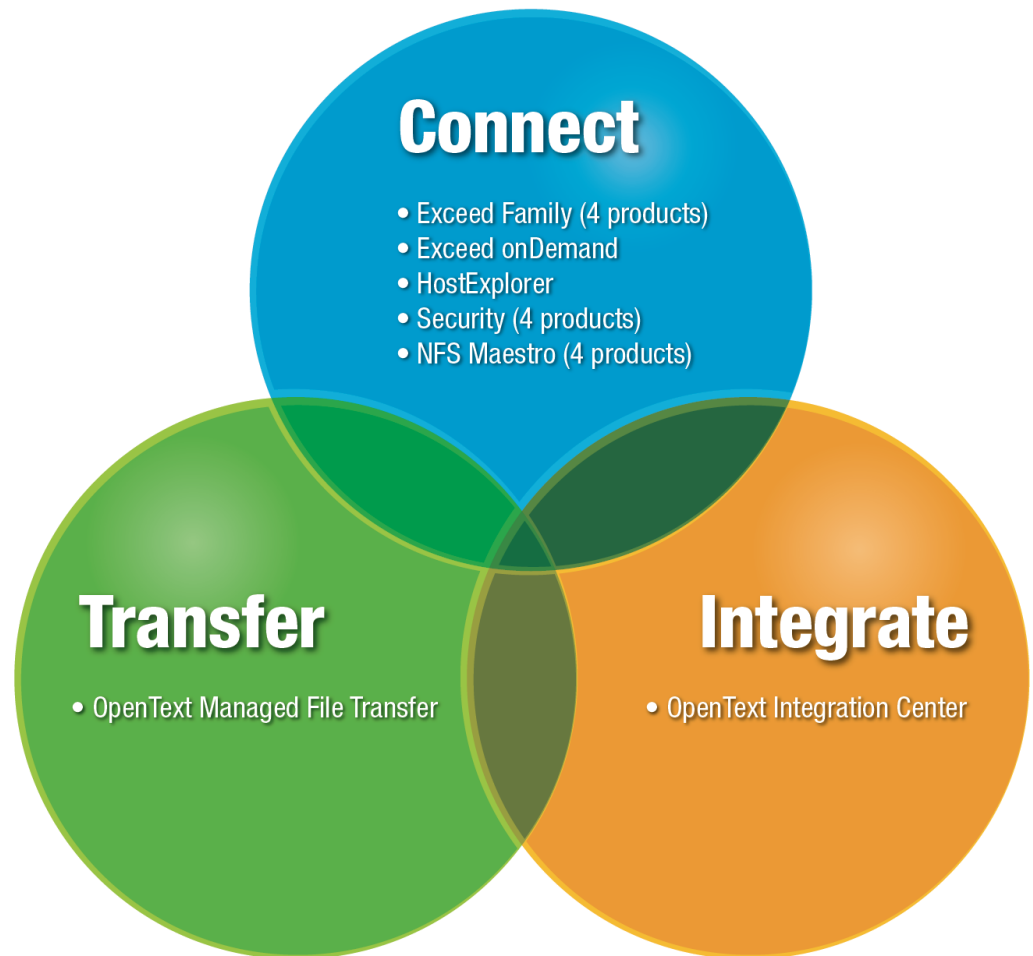 Connect
• Exceed Family (4 products)
• Exceed onDemand
• HostExplorer
• Security (4 products)
• NFS Maestro (4 products)
Transfer
• OpenText Managed File Transfer
Integrate
• OpenText Integration Center